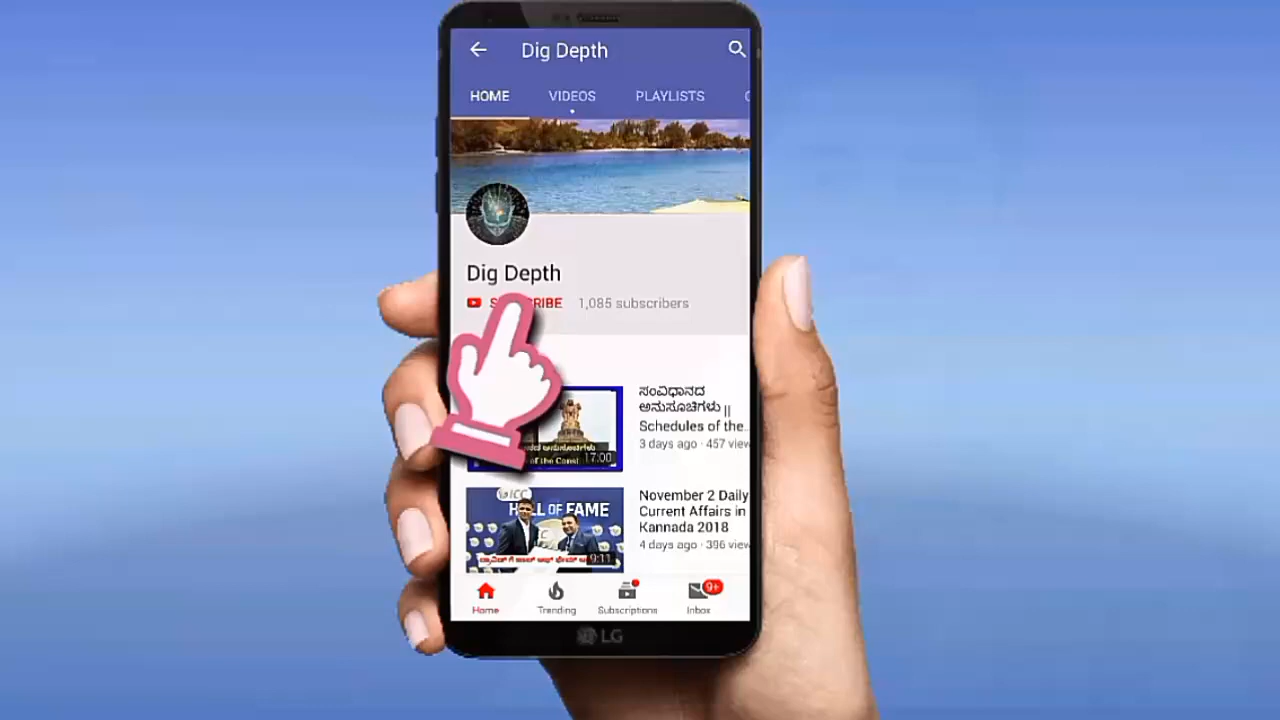 Dig Depth
HOME VIDEOS PLAYLISTS
Dig Depth
1,085 subscribers
ಸಂವಿಧಾನದ
ಅನುಸೂಚಿಗಳು ||
Schedules of the..
3 days ago · 457 view
17:00
ICC
HALL OF FAME
9:11
November 2 Daily
Current Affairs in
Kannada 2018
4 days ago · 396 view
Home Trending Subscriptions Inbox
9+
LG